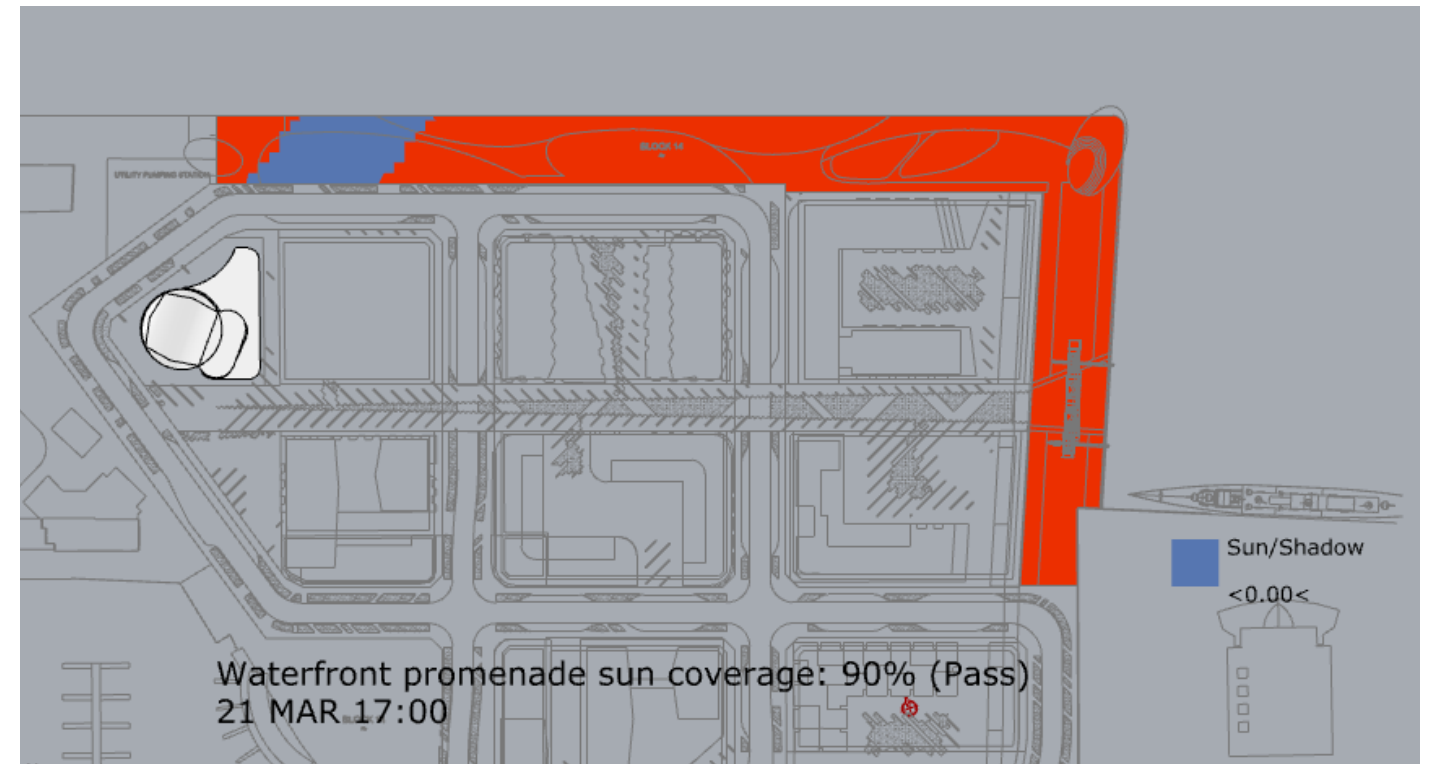 BLOCK 14
UTILITY PUMPING STATION
Sun/Shadow
<0.00<
Waterfront promenade sun coverage: 90% (Pass)
21 MAR 17:00